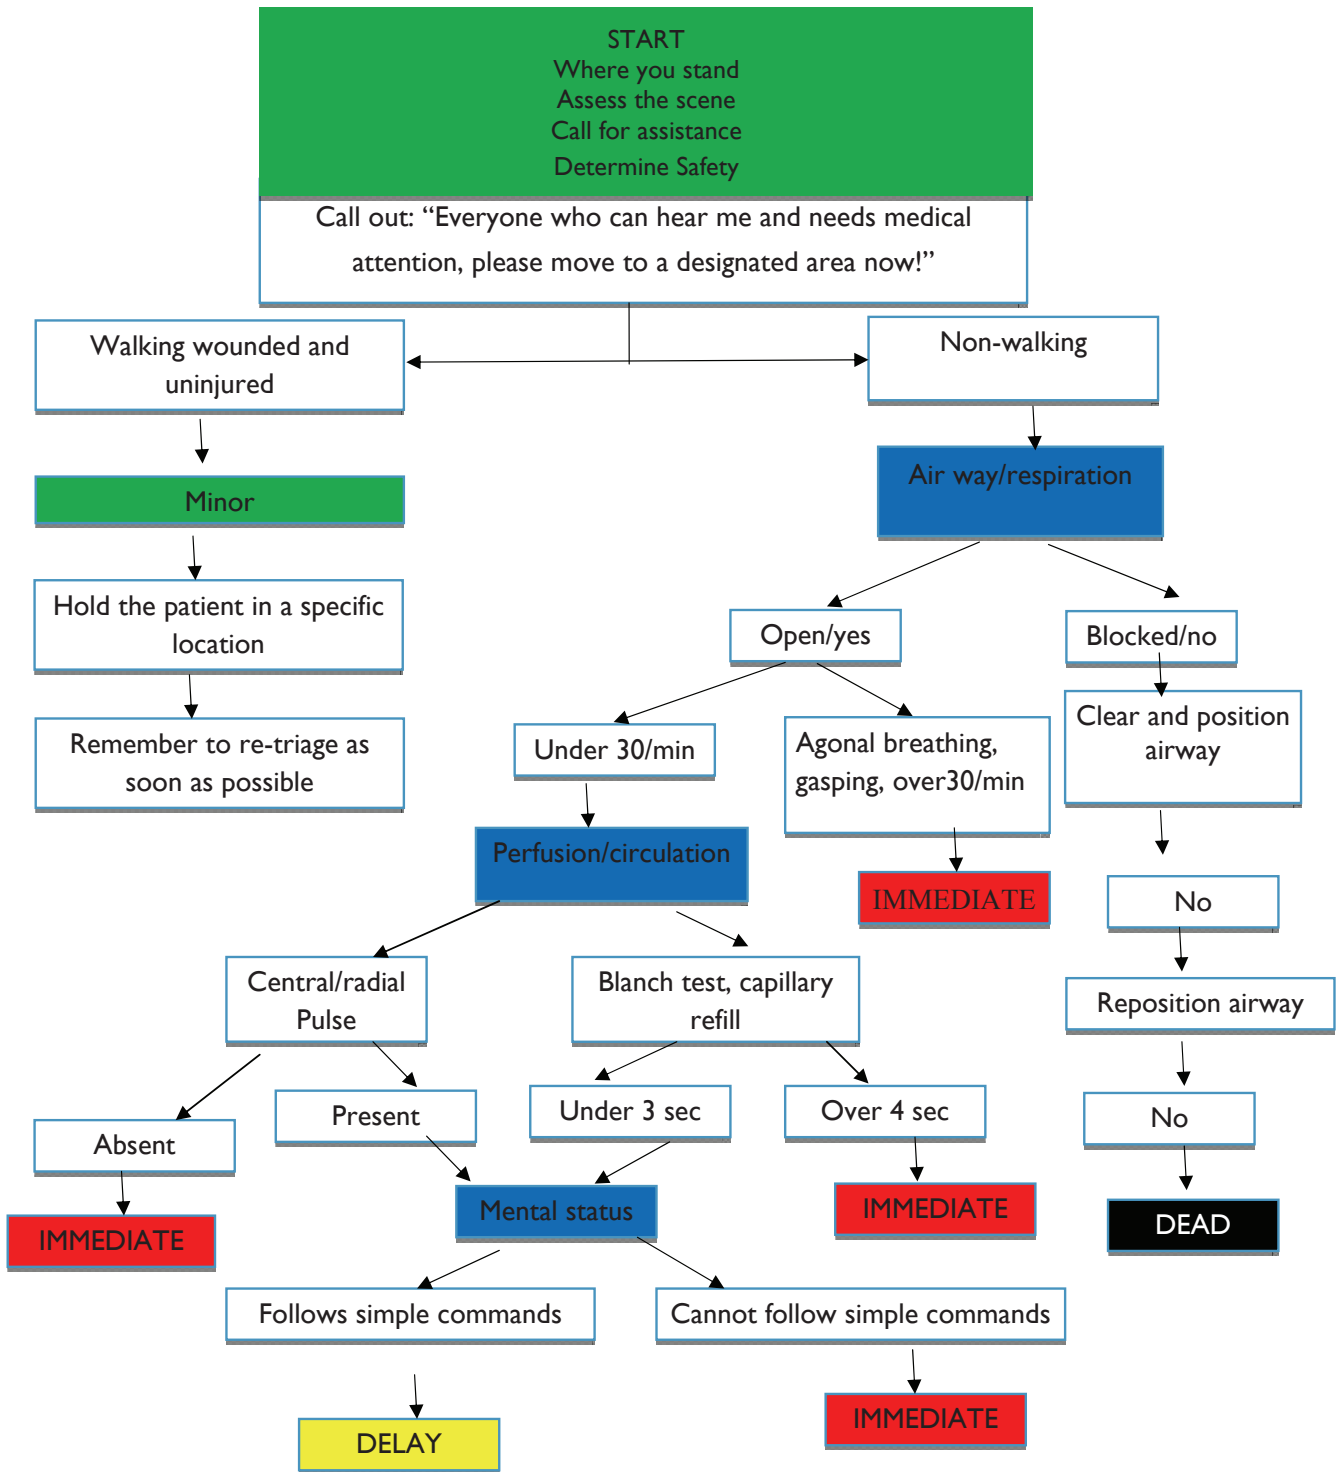 START
Where you stand
Assess the scene
Call for assistance
Determine Safety
Call out: “Everyone who can hear me and needs medical
attention, please move to a designated area now!”
Walking wounded and
uninjured
Non-walking
Minor
Air way/respiration
Hold the patient in a specific
location
Open/yes
Blocked/no
Remember to re-triage as
soon as possible
Under 30/min
Agonal breathing,
gasping, over30/min
Clear and position
airway
Perfusion/circulation
IMMEDIATE
No
Central/radial
Pulse
Blanch test, capillary
refill
Reposition airway
Absent
Present
Under 3 sec
Over 4 sec
No
IMMEDIATE
Mental status
IMMEDIATE
DEAD
Follows simple commands
Cannot follow simple commands
DELAY
IMMEDIATE